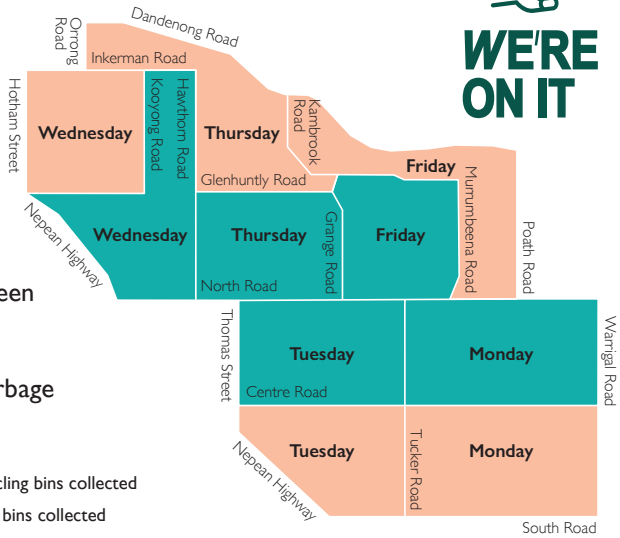 WE'RE
ON IT
Dandenong Road
Orrong
Road
Inkerman Road
Hotham Street
Wednesday
Kooyong Road
Hawthorn Road
Thursday
Kambrook
Road
Friday
Glenhuntly Road
Murrumbeena Road
Nepean Highway
Wednesday
Thursday
Grange Road
Friday
Poath Road
North Road
een
Thomas Street
Tuesday
Monday
Warrigal Road
Centre Road
rbage
Tuesday
Tucker Road
Monday
Nepean Highway
cling bins collected
bins collected
South Road